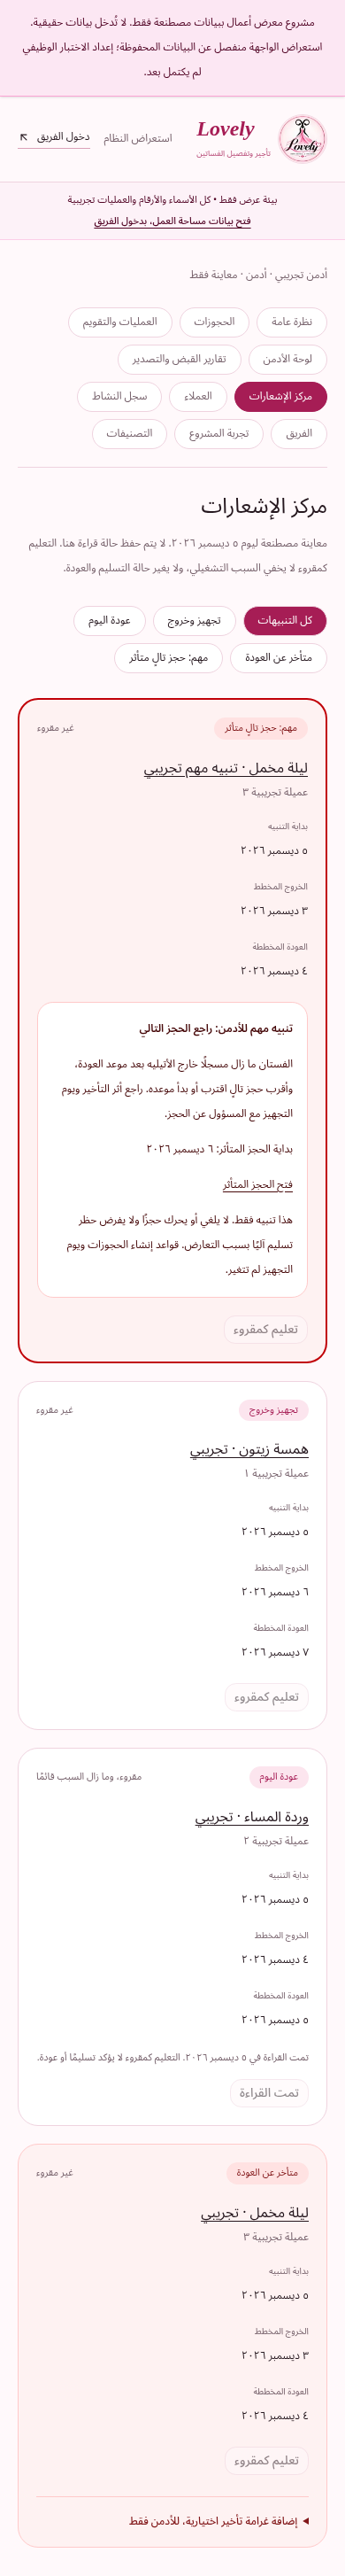 مشروع معرض أعمال ببيانات مصطنعة فقط. لا تُدخل بيانات حقيقية.
استعراض الواجهة منفصل عن البيانات المحفوظة؛ إعداد الاختبار الوظيفي
لم يكتمل بعد.
Lovely
Lovely
تأجير وتفصيل الفساتين
استعراض النظام
دخول الفريق ↖
بيئة عرض فقط • كل الأسماء والأرقام والعمليات تجريبية
فتح بيانات مساحة العمل، بدخول الفريق
أدمن تجريبي · أدمن · معاينة فقط
نظرة عامة
الحجوزات
العمليات والتقويم
لوحة الأدمن
تقارير القبض والتصدير
مركز الإشعارات
العملاء
سجل النشاط
الفريق
تجربة المشروع
التصنيفات
مركز الإشعارات
معاينة مصطنعة ليوم ٥ ديسمبر ٢٠٢٦. لا يتم حفظ حالة قراءة هنا. التعليم
كمقروء لا يخفي السبب التشغيلي، ولا يغير حالة التسليم والعودة.
كل التنبيهات
تجهيز وخروج
عودة اليوم
متأخر عن العودة
مهم: حجز تالٍ متأثر
مهم: حجز تالٍ متأثر
غير مقروء
ليلة مخمل · تنبيه مهم تجريبي
عميلة تجريبية ٣
بداية التنبيه
٥ ديسمبر ٢٠٢٦
الخروج المخطط
٣ ديسمبر ٢٠٢٦
العودة المخططة
٤ ديسمبر ٢٠٢٦
تنبيه مهم للأدمن: راجع الحجز التالي
الفستان ما زال مسجلًا خارج الأتيليه بعد موعد العودة،
وأقرب حجز تالٍ اقترب أو بدأ موعده. راجع أثر التأخير ويوم
التجهيز مع المسؤول عن الحجز.
بداية الحجز المتأثر: ٦ ديسمبر ٢٠٢٦
فتح الحجز المتأثر
هذا تنبيه فقط. لا يلغي أو يحرك حجزًا ولا يفرض حظر
تسليم آليًا بسبب التعارض. قواعد إنشاء الحجوزات ويوم
التجهيز لم تتغير.
تعليم كمقروء
تجهيز وخروج
غير مقروء
همسة زيتون · تجريبي
عميلة تجريبية ١
بداية التنبيه
٥ ديسمبر ٢٠٢٦
الخروج المخطط
٦ ديسمبر ٢٠٢٦
العودة المخططة
٧ ديسمبر ٢٠٢٦
تعليم كمقروء
عودة اليوم
مقروء، وما زال السبب قائمًا
وردة المساء · تجريبي
عميلة تجريبية ٢
بداية التنبيه
٥ ديسمبر ٢٠٢٦
الخروج المخطط
٤ ديسمبر ٢٠٢٦
العودة المخططة
٥ ديسمبر ٢٠٢٦
تمت القراءة في ٥ ديسمبر ٢٠٢٦. التعليم كمقروء لا يؤكد تسليمًا أو عودة.
تمت القراءة
متأخر عن العودة
غير مقروء
ليلة مخمل · تجريبي
عميلة تجريبية ٣
بداية التنبيه
٥ ديسمبر ٢٠٢٦
الخروج المخطط
٣ ديسمبر ٢٠٢٦
العودة المخططة
٤ ديسمبر ٢٠٢٦
تعليم كمقروء
إضافة غرامة تأخير اختيارية، للأدمن فقط